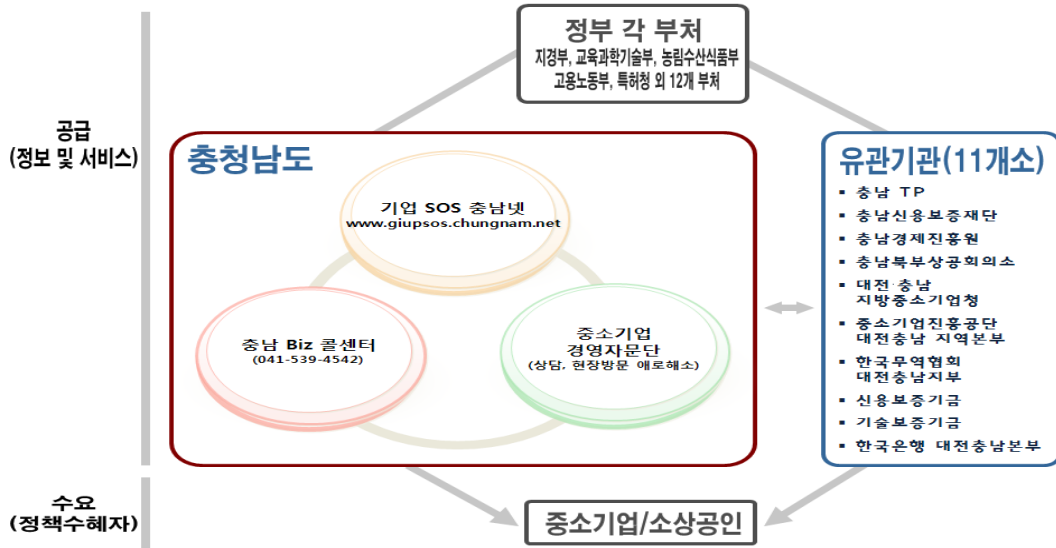 정부 각 부처
지경부, 교육과학기술부, 농림수산식품부
고용노동부, 특허청 외 12개 부처
공급
(정보 및 서비스)
충청남도
기업 SOS 충남넷
www.giupsos.chungnam.net
충남 Biz 콜센터
(041-539-4542)
중소기업
경영자문단
(상담, 현장방문 애로해소)
유관기관(11개소)
▪ 충남 TP
▪ 충남신용보증재단
▪ 충남경제진흥원
▪ 충남북부상공회의소
▪ 대전·충남
지방중소기업청
▪ 중소기업진흥공단
대전충남 지역본부
▪ 한국무역협회
대전충남지부
▪ 신용보증기금
▪ 기술보증기금
▪ 한국은행 대전충남본부
수요
(정책수혜자)
중소기업/소상공인